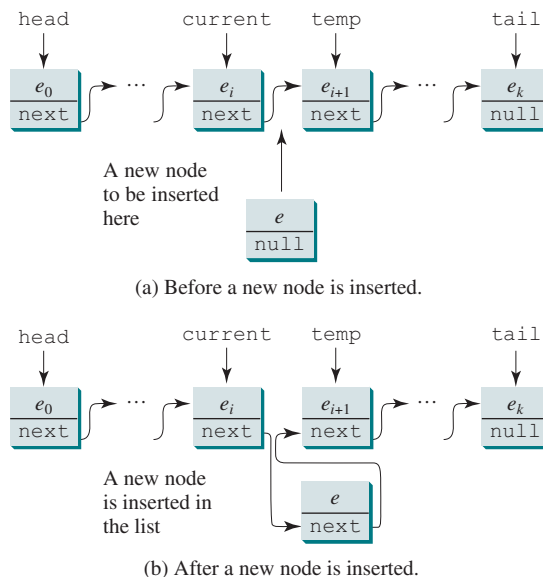 head current temp tail
e0 ... ei ei+1 ... ek
next next next null
A new node
to be inserted
here
e
null
(a) Before a new node is inserted.
head current temp tail
e0 ... ei ei+1 ... ek
next next next null
A new node
is inserted in
the list
e
next
(b) After a new node is inserted.